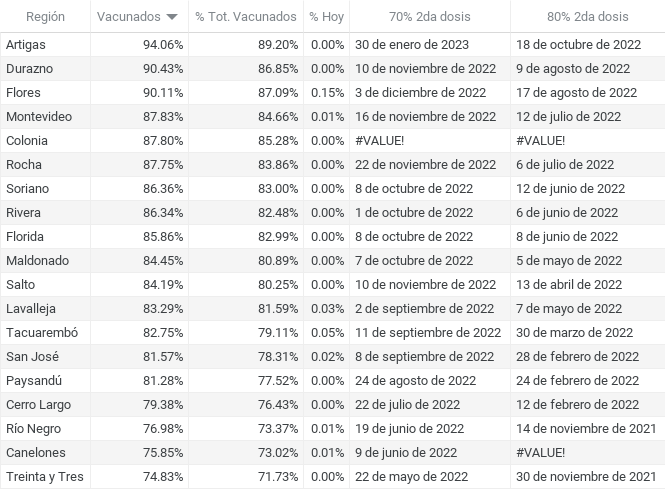 Región Vacunados % Tot. Vacunados % Hoy 70% 2da dosis 80% 2da dosis
Artigas 94.06% 89.20% 0.00% 30 de enero de 2023 18 de octubre de 2022
Durazno 90.43% 86.85% 0.00% 10 de noviembre de 2022 9 de agosto de 2022
Flores 90.11% 87.09% 0.15% 3 de diciembre de 2022 17 de agosto de 2022
Montevideo 87.83% 84.66% 0.01% 16 de noviembre de 2022 12 de julio de 2022
Colonia 87.80% 85.28% 0.00% #VALUE! #VALUE!
Rocha 87.75% 83.86% 0.00% 22 de noviembre de 2022 6 de julio de 2022
Soriano 86.36% 83.00% 0.00% 8 de octubre de 2022 12 de junio de 2022
Rivera 86.34% 82.48% 0.00% 1 de octubre de 2022 6 de junio de 2022
Florida 85.86% 82.99% 0.00% 8 de octubre de 2022 8 de junio de 2022
Maldonado 84.45% 80.89% 0.00% 7 de octubre de 2022 5 de mayo de 2022
Salto 84.19% 80.25% 0.00% 10 de noviembre de 2022 13 de abril de 2022
Lavalleja 83.29% 81.59% 0.03% 2 de septiembre de 2022 7 de mayo de 2022
Tacuarembó 82.75% 79.11% 0.05% 11 de septiembre de 2022 30 de marzo de 2022
San José 81.57% 78.31% 0.02% 8 de septiembre de 2022 28 de febrero de 2022
Paysandú 81.28% 77.52% 0.00% 24 de agosto de 2022 24 de febrero de 2022
Cerro Largo 79.38% 76.43% 0.00% 22 de julio de 2022 12 de febrero de 2022
Río Negro 76.98% 73.37% 0.01% 19 de junio de 2022 14 de noviembre de 2021
Canelones 75.85% 73.02% 0.01% 9 de junio de 2022 #VALUE!
Treinta y Tres 74.83% 71.73% 0.00% 22 de mayo de 2022 30 de noviembre de 2021